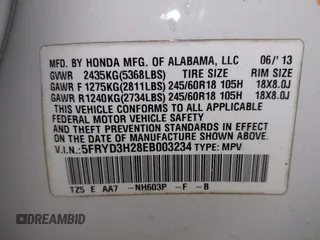 MFD. BY HONDA MFG. OF ALABAMA, LLC 06/'13
GVWR 2435KG(5368LBS) TIRE SIZE RIM SIZE
GAWR F 1275KG(2811LBS) 245/60R18 105H 18X8.0J
GAWR R 1240KG(2734LBS) 245/60R18 105H 18X8.0J
THIS VEHICLE CONFORMS TO ALL APPLICABLE
FEDERAL MOTOR VEHICLE SAFETY AND
THEFT PREVENTION STANDARDS IN EFFECT ON
THE DATE OF MANUFACTURE SHOWN ABOVE.
V.I.N.: 5FRYD3H28EB003234 TYPE: MPV
TZ5 E AA7 -NH603P -F -B
DREAMBID